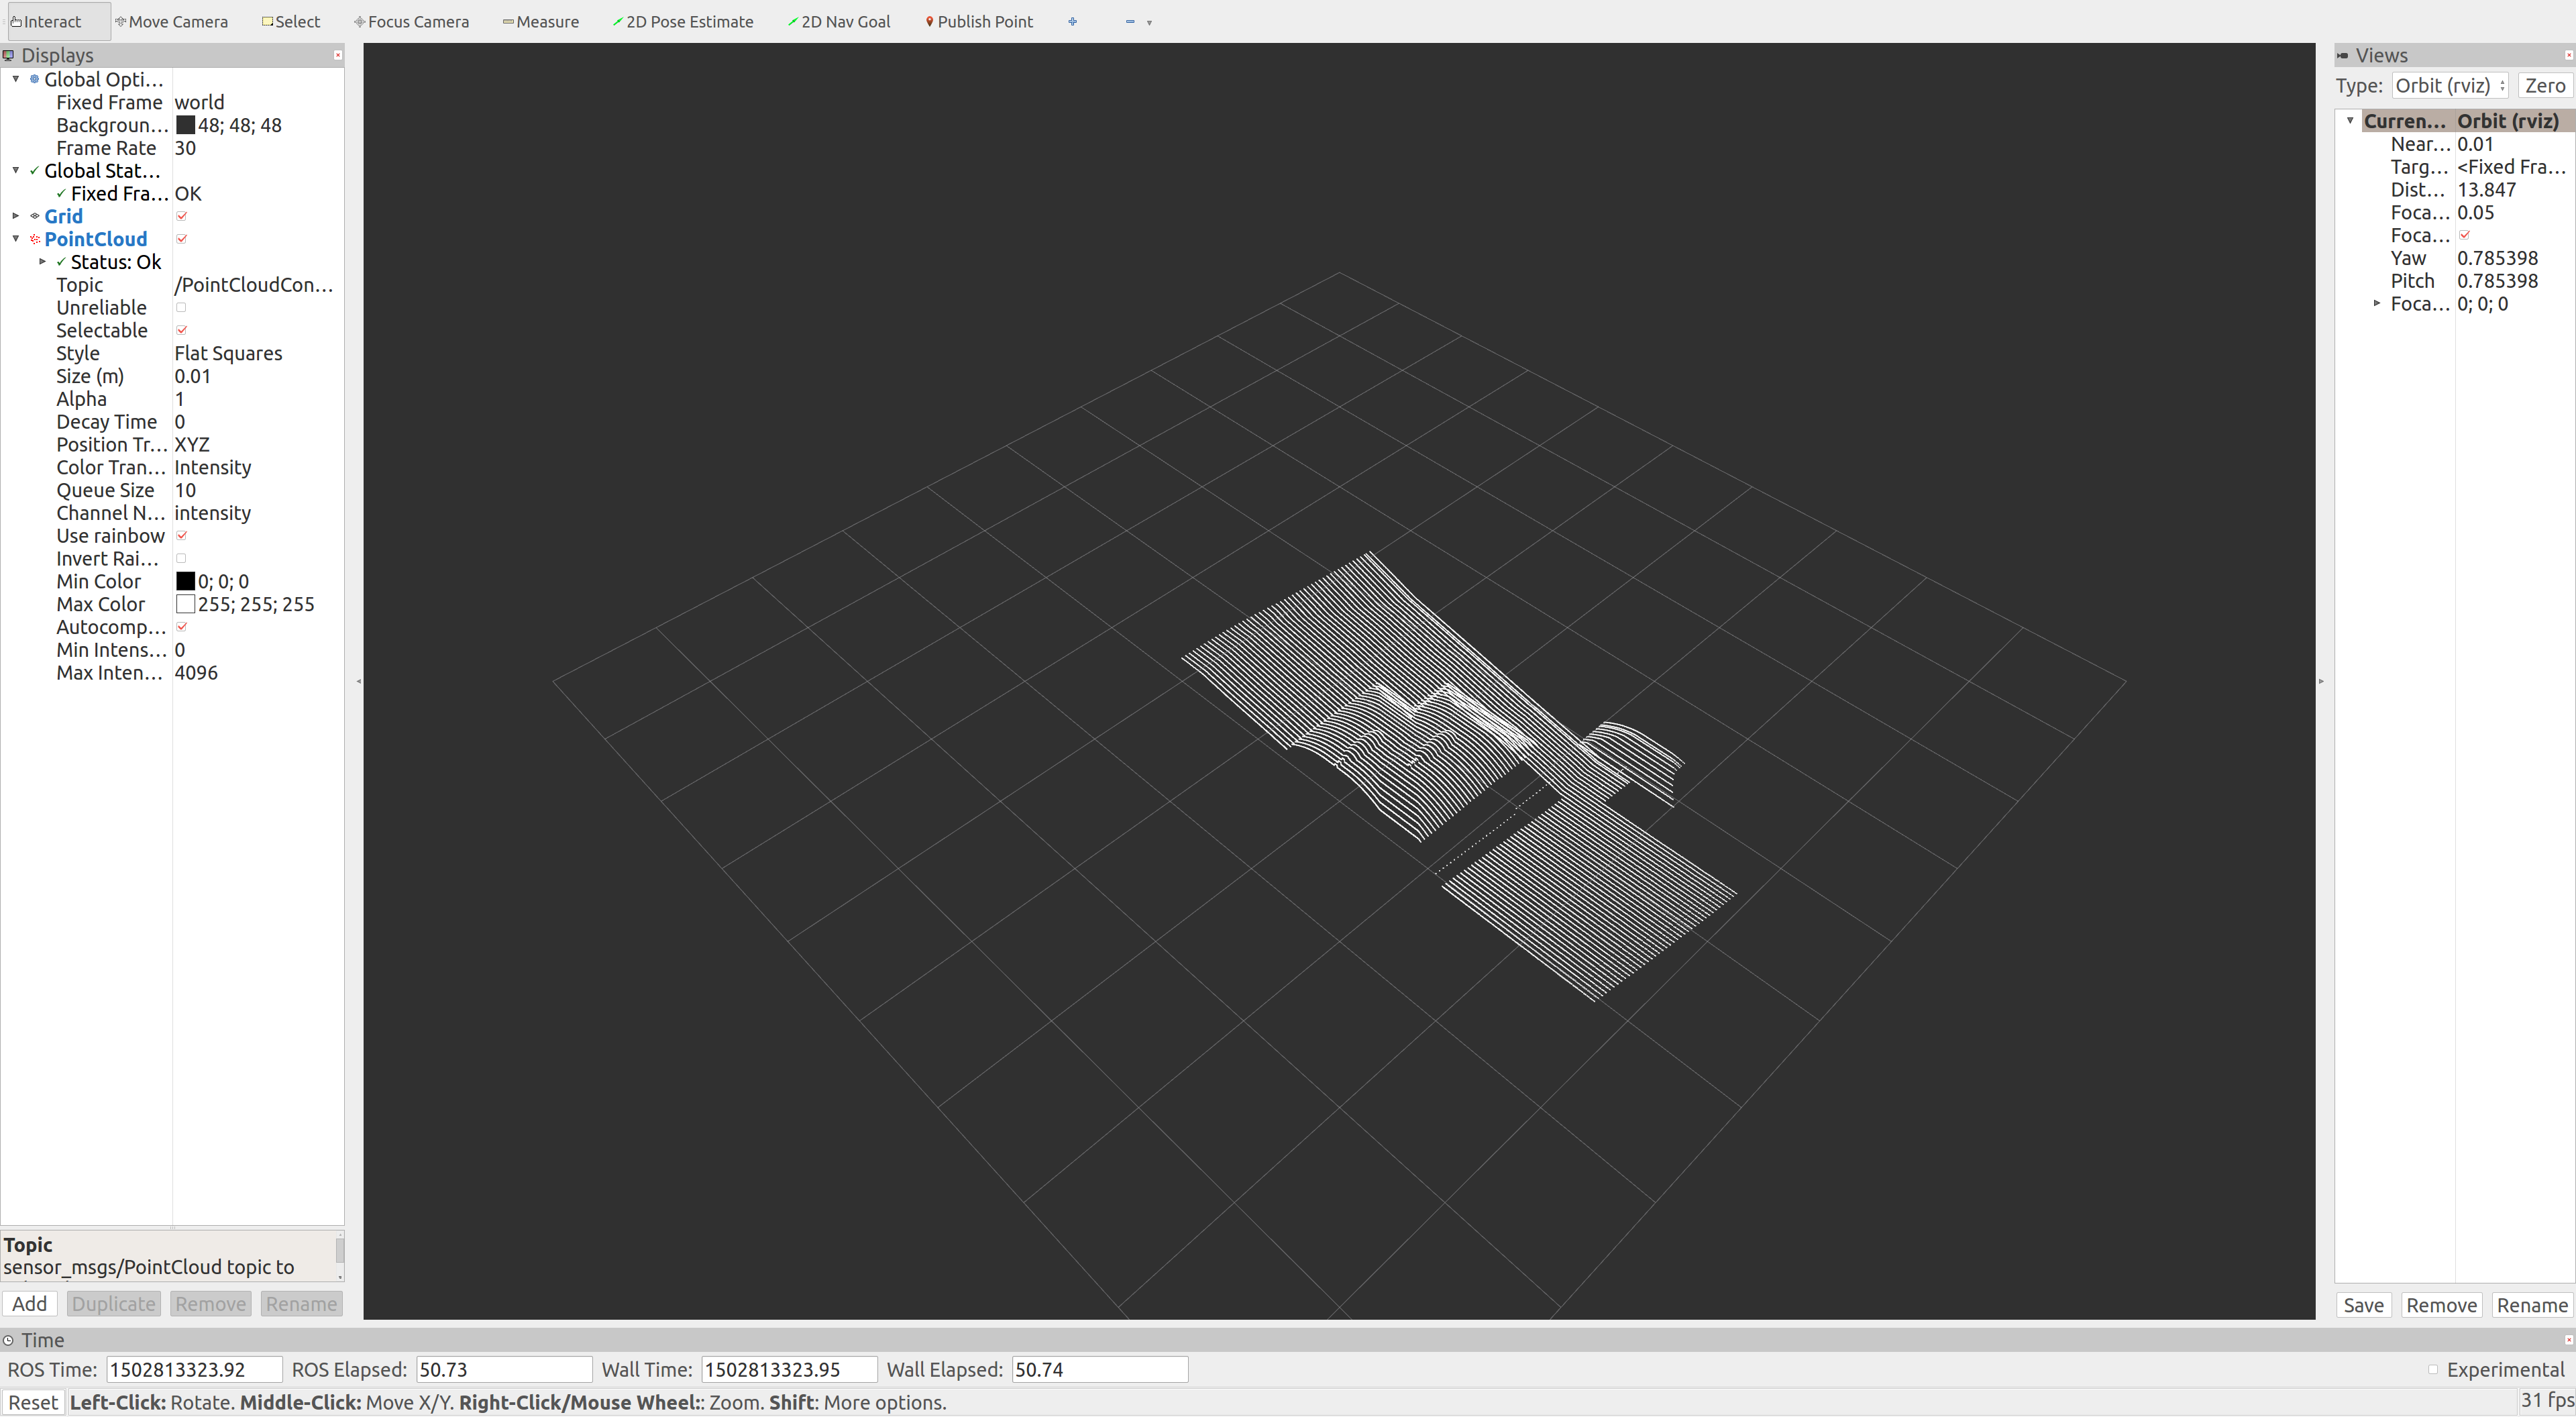 Interact Move Camera Select Focus Camera Measure 2D Pose Estimate 2D Nav Goal Publish Point
Displays
Global Opti...
Fixed Frame world
Backgroun... 48; 48; 48
Frame Rate 30
Global Stat...
Fixed Fra... OK
Grid
PointCloud
Status: Ok
Topic /PointCloudCon...
Unreliable
Selectable
Style Flat Squares
Size (m) 0.01
Alpha 1
Decay Time 0
Position Tr... XYZ
Color Tran... Intensity
Queue Size 10
Channel N... intensity
Use rainbow
Invert Rai...
Min Color 0; 0; 0
Max Color 255; 255; 255
Autocomp...
Min Intens... 0
Max Inten... 4096
Topic
sensor_msgs/PointCloud topic to
Add Duplicate Remove Rename
Views
Type: Orbit (rviz) Zero
Curren... Orbit (rviz)
Near... 0.01
Targ... <Fixed Fra...
Dist... 13.847
Foca... 0.05
Foca...
Yaw 0.785398
Pitch 0.785398
Foca... 0; 0; 0
Save Remove Rename
Time
ROS Time: 1502813323.92 ROS Elapsed: 50.73 Wall Time: 1502813323.95 Wall Elapsed: 50.74 Experimental
Reset Left-Click: Rotate. Middle-Click: Move X/Y. Right-Click/Mouse Wheel:: Zoom. Shift: More options. 31 fps